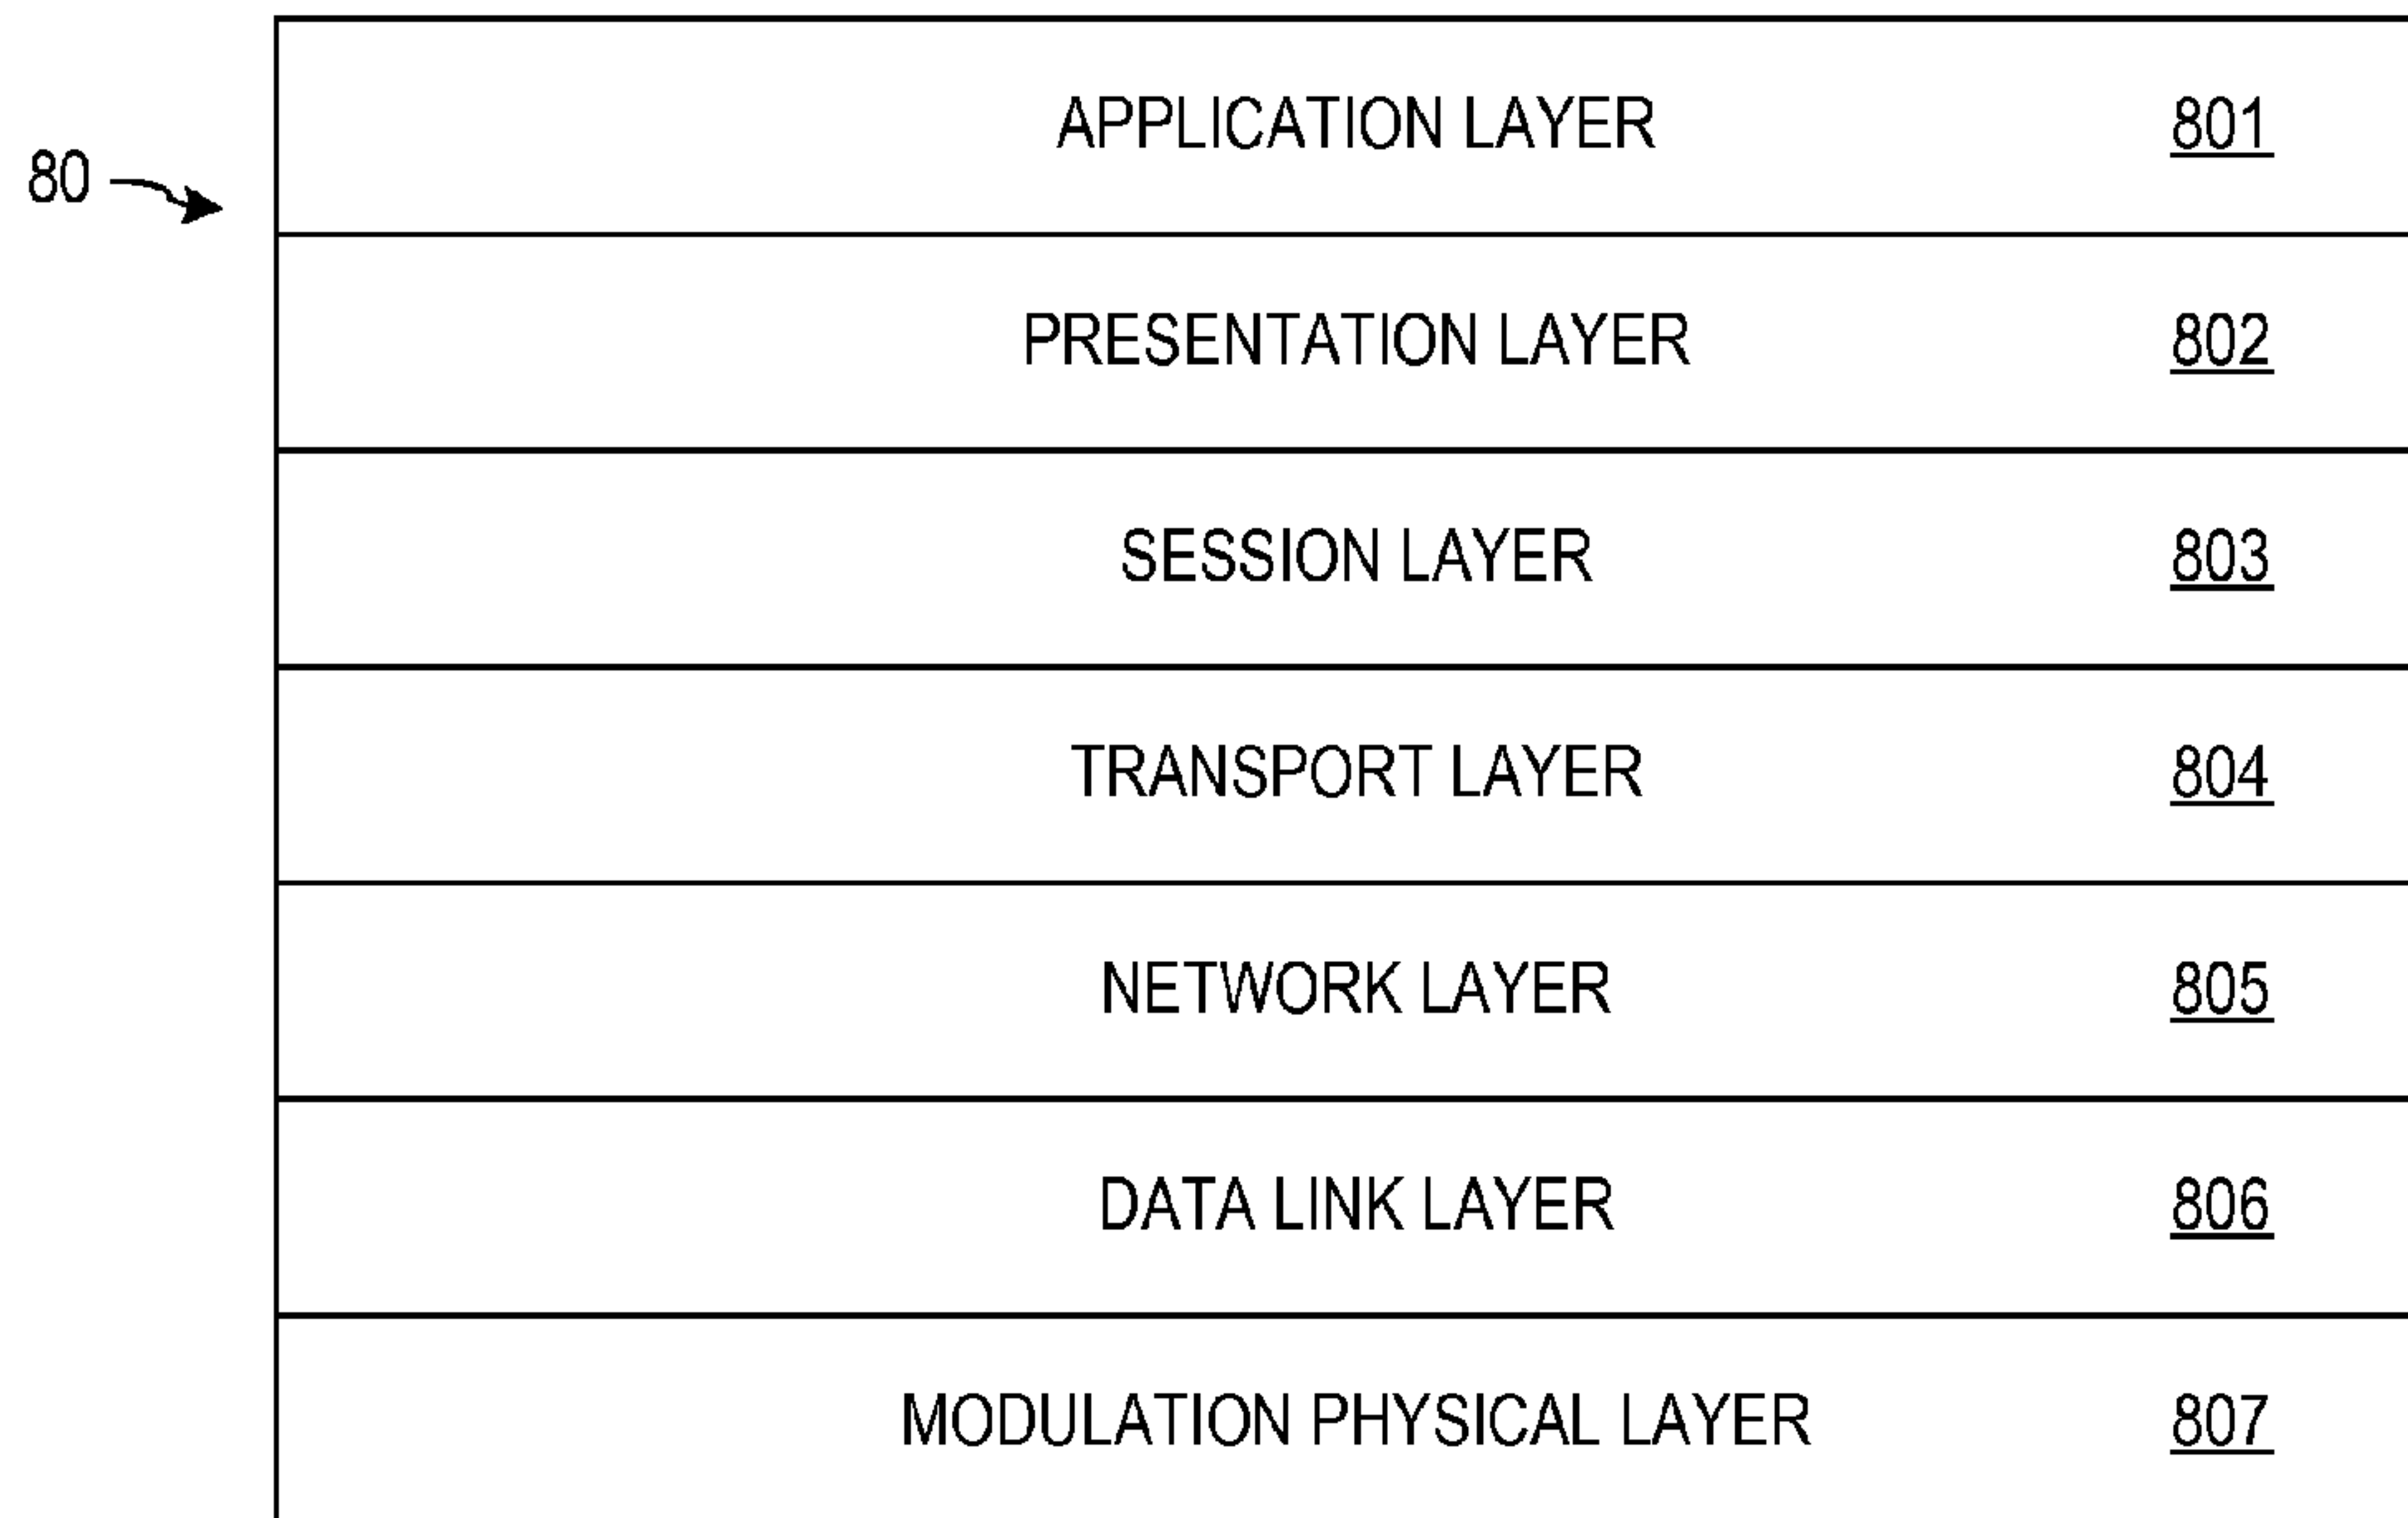 APPLICATION LAYER 801
80
PRESENTATION LAYER 802
SESSION LAYER 803
TRANSPORT LAYER 804
NETWORK LAYER 805
DATA LINK LAYER 806
MODULATION PHYSICAL LAYER 807